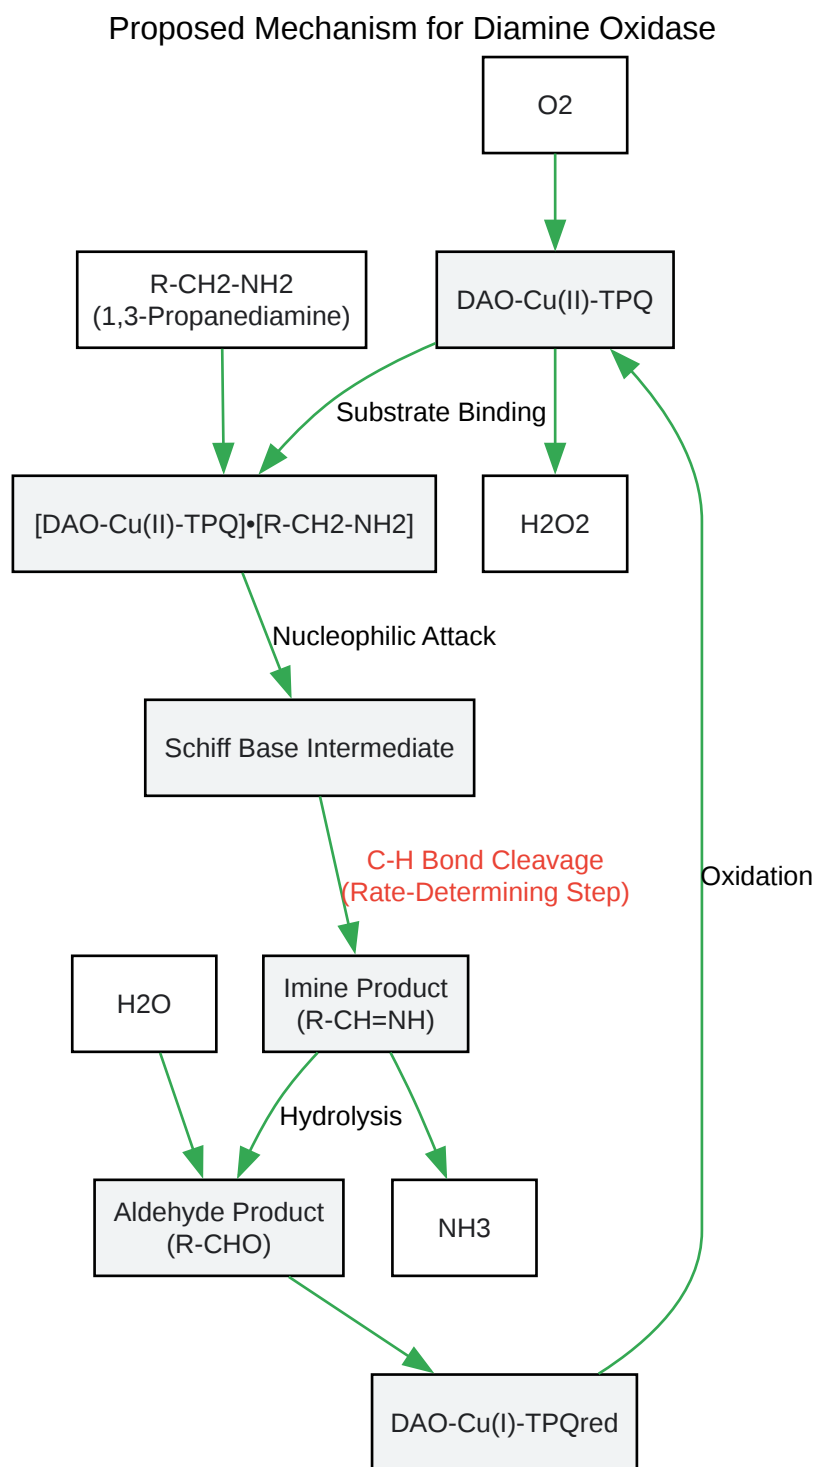 Proposed Mechanism for Diamine Oxidase
O2
R-CH2-NH2
(1,3-Propanediamine)
DAO-Cu(II)-TPQ
Substrate Binding
[DAO-Cu(II)-TPQ]•[R-CH2-NH2]
H2O2
Nucleophilic Attack
Schiff Base Intermediate
C-H Bond Cleavage
(Rate-Determining Step)
Oxidation
H2O
Imine Product
(R-CH=NH)
Hydrolysis
Aldehyde Product
(R-CHO)
NH3
DAO-Cu(I)-TPQred